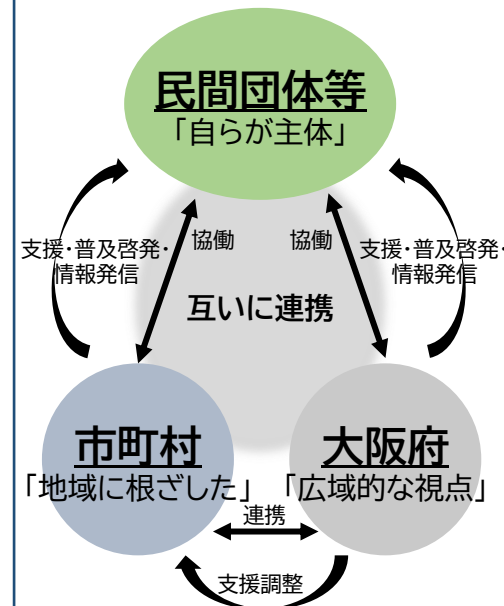 民間団体等
「自らが主体」
支援・普及啓発・
情報発信
協働
協働
支援・普及啓発・
情報発信
互いに連携
市町村
「地域に根ざした」
大阪府
「広域的な視点」
連携
支援調整